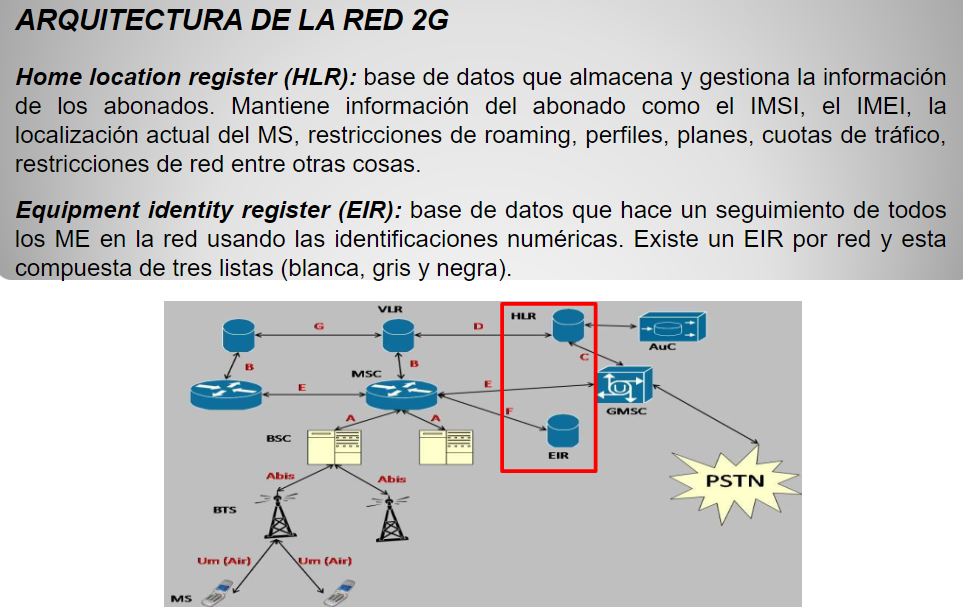 ARQUITECTURA DE LA RED 2G
Home location register (HLR): base de datos que almacena y gestiona la información
de los abonados. Mantiene información del abonado como el IMSI, el IMEI, la
localización actual del MS, restricciones de roaming, perfiles, planes, cuotas de tráfico,
restricciones de red entre otras cosas.
Equipment identity register (EIR): base de datos que hace un seguimiento de todos
los ME en la red usando las identificaciones numéricas. Existe un EIR por red y esta
compuesta de tres listas (blanca, gris y negra).
VLR
HLR
G
D
AuC
B
B
C
MSC
E
E
U
GMSC
A
A
F
BSC
EIR
Abis
Abis
PSTN
BTS
Um (Air)
Um (Air)
MS